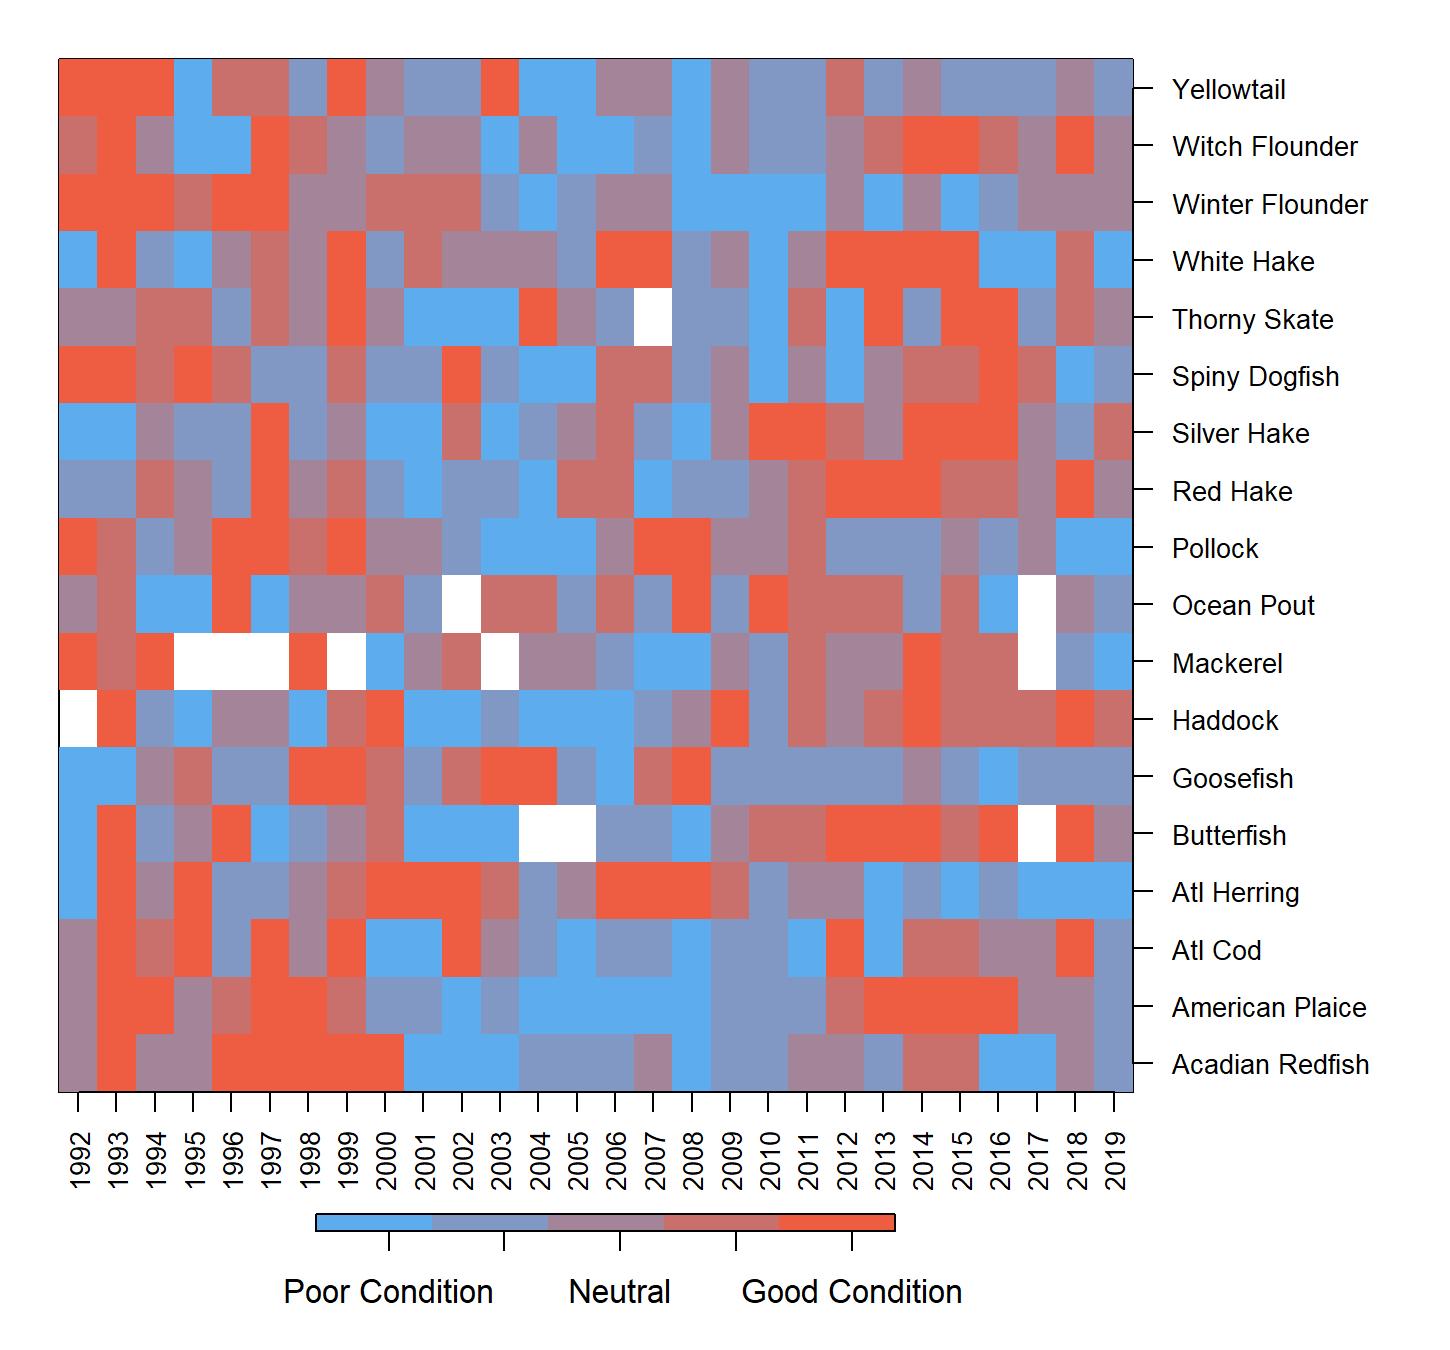 Yellowtail
Witch Flounder
Winter Flounder
White Hake
Thorny Skate
Spiny Dogfish
Silver Hake
Red Hake
Pollock
Ocean Pout
Mackerel
Haddock
Goosefish
Butterfish
Atl Herring
Atl Cod
American Plaice
Acadian Redfish
1992 1993 1994 1995 1996 1997 1998 1999 2000 2001 2002 2003 2004 2005 2006 2007 2008 2009 2010 2011 2012 2013 2014 2015 2016 2017 2018 2019
Poor Condition Neutral Good Condition